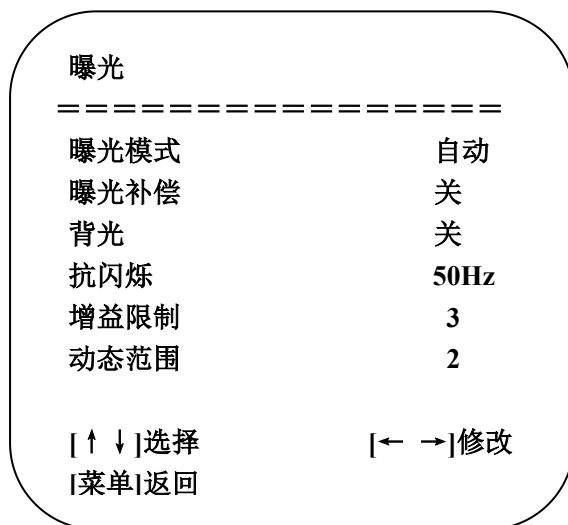 曝光
=================
曝光模式 自动
曝光补偿 关
背光 关
抗闪烁 50Hz
增益限制 3
动态范围 2
[↑ ↓]选择 [← →]修改
[菜单]返回